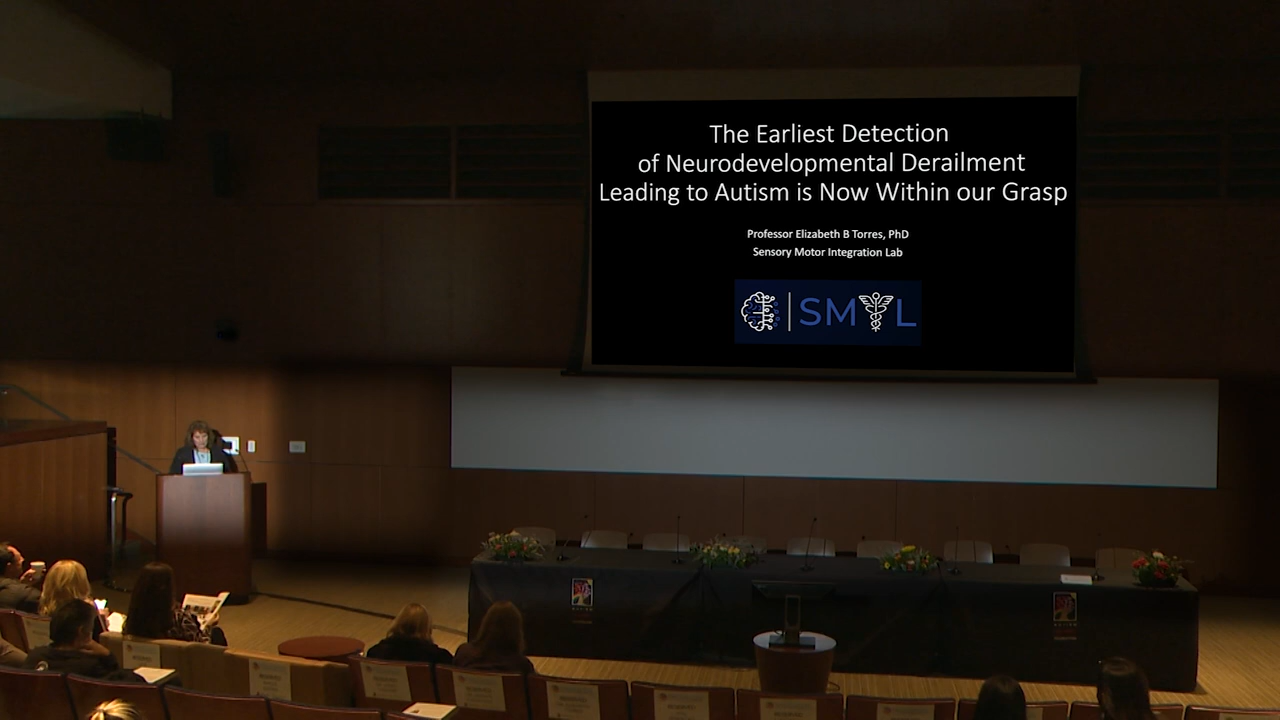 The Earliest Detection
of Neurodevelopmental Derailment
Leading to Autism is Now Within our Grasp
Professor Elizabeth B Torres, PhD
Sensory Motor Integration Lab
SM L